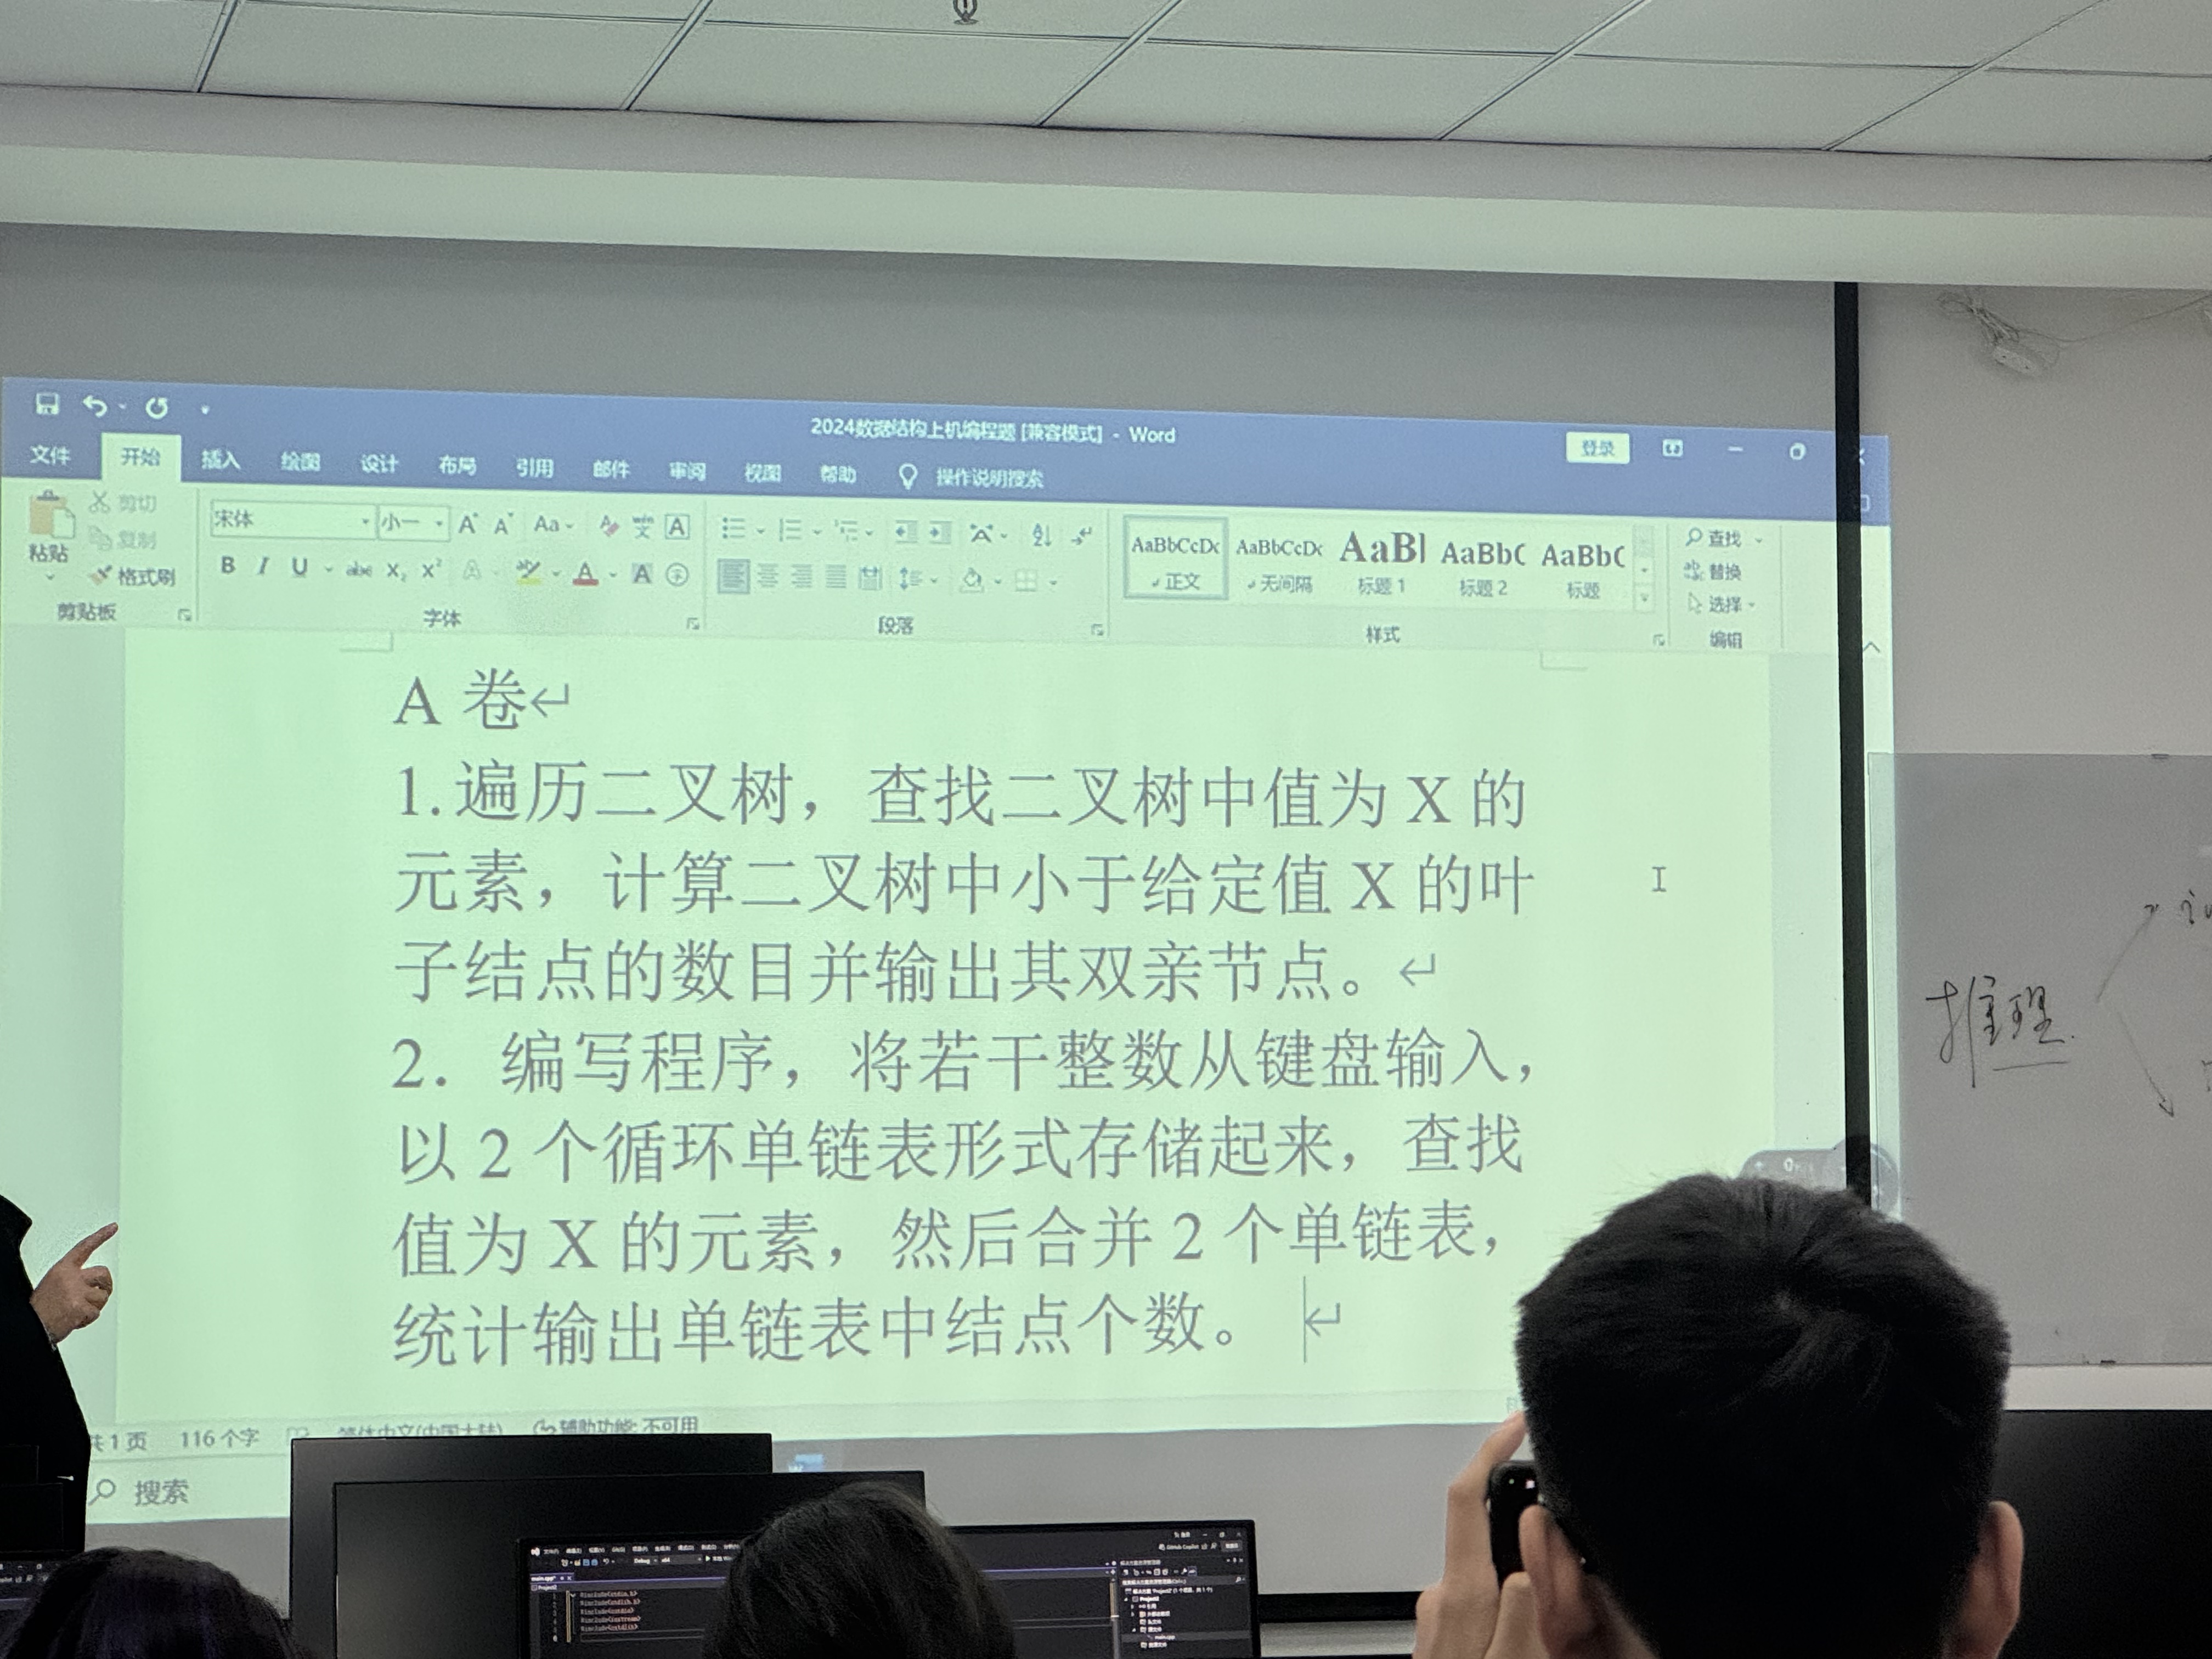 2024数据结构上机编程题 [兼容模式] - Word
登录
文件 开始 插入 绘图 设计 布局 引用 邮件 审阅 视图 帮助 操作说明搜索
剪切
复制
粘贴
格式刷
剪贴板
宋体 小一
字体
段落
AaBbCcDc AaBbCcDc AaBl AaBbC AaBbC
正文 无间隔 标题 1 标题 2 标题
样式
查找
替换
选择
编辑
A 卷
1.遍历二叉树，查找二叉树中值为 X 的
元素，计算二叉树中小于给定值 X 的叶
子结点的数目并输出其双亲节点。
2. 编写程序，将若干整数从键盘输入，
以 2 个循环单链表形式存储起来，查找
值为 X 的元素，然后合并 2 个单链表，
统计输出单链表中结点个数。
推理
共 1 页 116 个字 简体中文(中国大陆) 辅助功能: 不可用
搜索